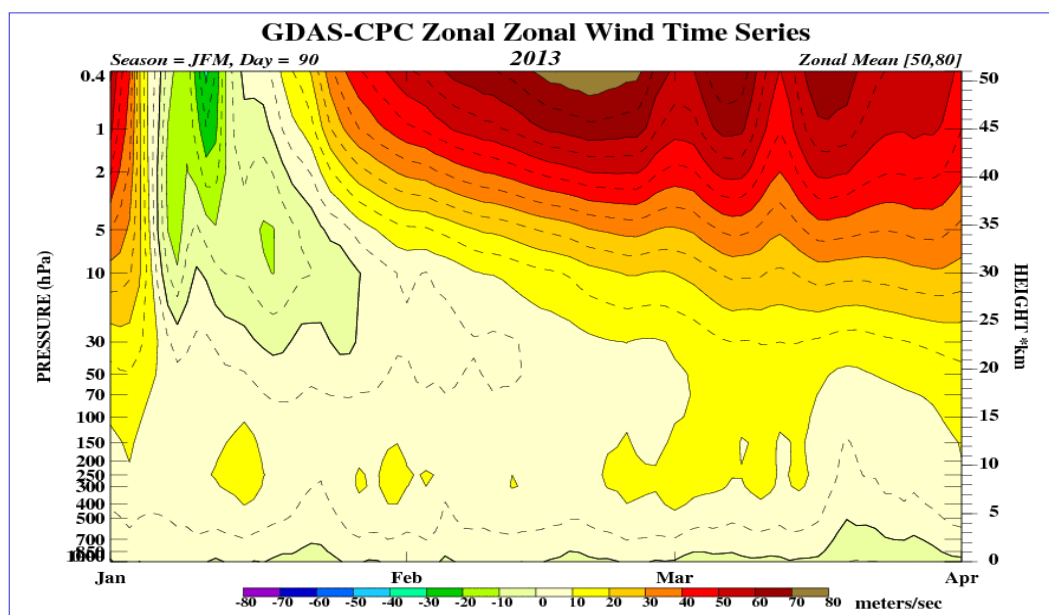 GDAS-CPC Zonal Zonal Wind Time Series
Season = JFM, Day = 90
2013
Zonal Mean [50,80]
PRESSURE (hPa)
0.4
1
2
5
10
30
50
70
100
150
200
250
300
400
500
700
850
1000
50
45
40
35
30
25
20
15
10
5
0
HEIGHT *km
Jan
Feb
Mar
Apr
-80 -70 -60 -50 -40 -30 -20 -10 0 10 20 30 40 50 60 70 80
meters/sec